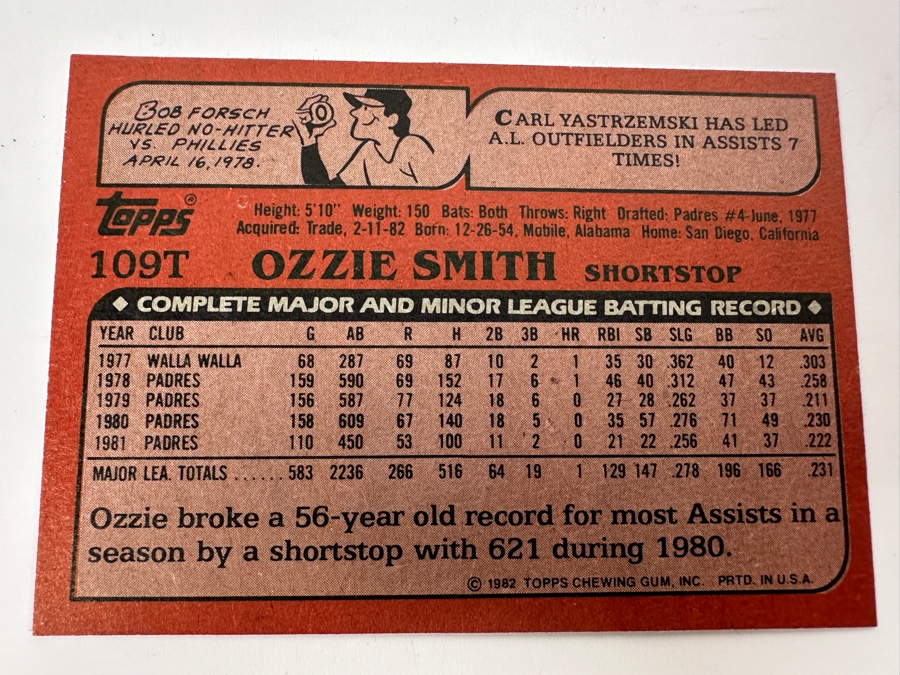 BOB FORSCH
HURLED NO-HITTER
VS. PHILLIES
APRIL 16, 1978.
O
CARL YASTRZEMSKI HAS LED
A.L. OUTFIELDERS IN ASSISTS 7
TIMES!
topps®
Height: 5'10" Weight: 150 Bats: Both Throws: Right Drafted: Padres #4-June, 1977
Acquired: Trade, 2-11-82 Born: 12-26-54, Mobile, Alabama Home: San Diego, California
109T OZZIE SMITH SHORTSTOP
◆ COMPLETE MAJOR AND MINOR LEAGUE BATTING RECORD ◆
YEAR CLUB G AB R H 2B 3B HR RBI SB SLG BB SO AVG
1977 WALLA WALLA 68 287 69 87 10 2 1 35 30 .362 40 12 .303
1978 PADRES 159 590 69 152 17 6 1 46 40 .312 47 43 .258
1979 PADRES 156 587 77 124 18 6 0 27 28 .262 37 37 .211
1980 PADRES 158 609 67 140 18 5 0 35 57 .276 71 49 .230
1981 PADRES 110 450 53 100 11 2 0 21 22 .256 41 37 .222
MAJOR LEA. TOTALS ...... 583 2236 266 516 64 19 1 129 147 .278 196 166 .231
Ozzie broke a 56-year old record for most Assists in a
season by a shortstop with 621 during 1980.
© 1982 TOPPS CHEWING GUM, INC. PRTD. IN U.S.A.